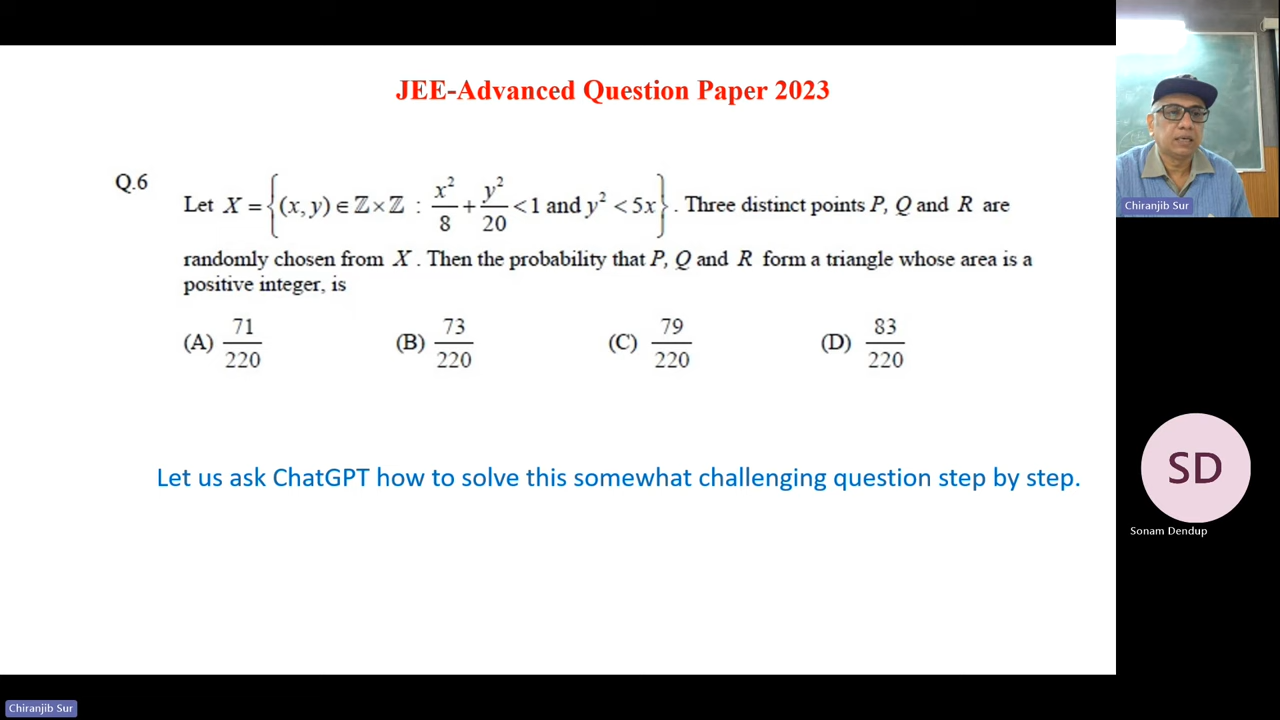 JEE-Advanced Question Paper 2023
Q.6
Let X = {(x, y) ∈ ℤ × ℤ : x²/8 + y²/20 < 1 and y² < 5x}. Three distinct points P, Q and R are
randomly chosen from X. Then the probability that P, Q and R form a triangle whose area is a
positive integer, is
(A) 71/220 (B) 73/220 (C) 79/220 (D) 83/220
Let us ask ChatGPT how to solve this somewhat challenging question step by step.
Chiranjib Sur
SD
Sonam Dendup
Chiranjib Sur